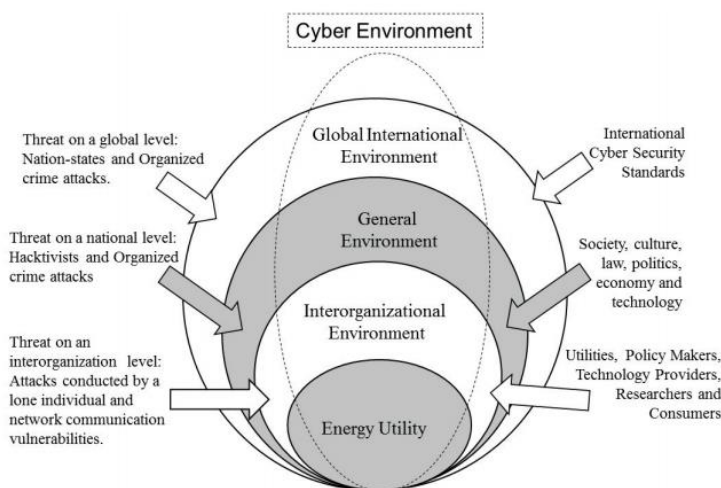 Cyber Environment
Threat on a global level:
Nation-states and Organized
crime attacks.
Global International
Environment
International
Cyber Security
Standards
Threat on a national level:
Hacktivists and Organized
crime attacks
General
Environment
Society, culture,
law, politics,
economy and
technology
Threat on an
interorganization level:
Attacks conducted by a
lone individual and
network communication
vulnerabilities.
Interorganizational
Environment
Utilities, Policy Makers,
Technology Providers,
Researchers and
Consumers
Energy Utility